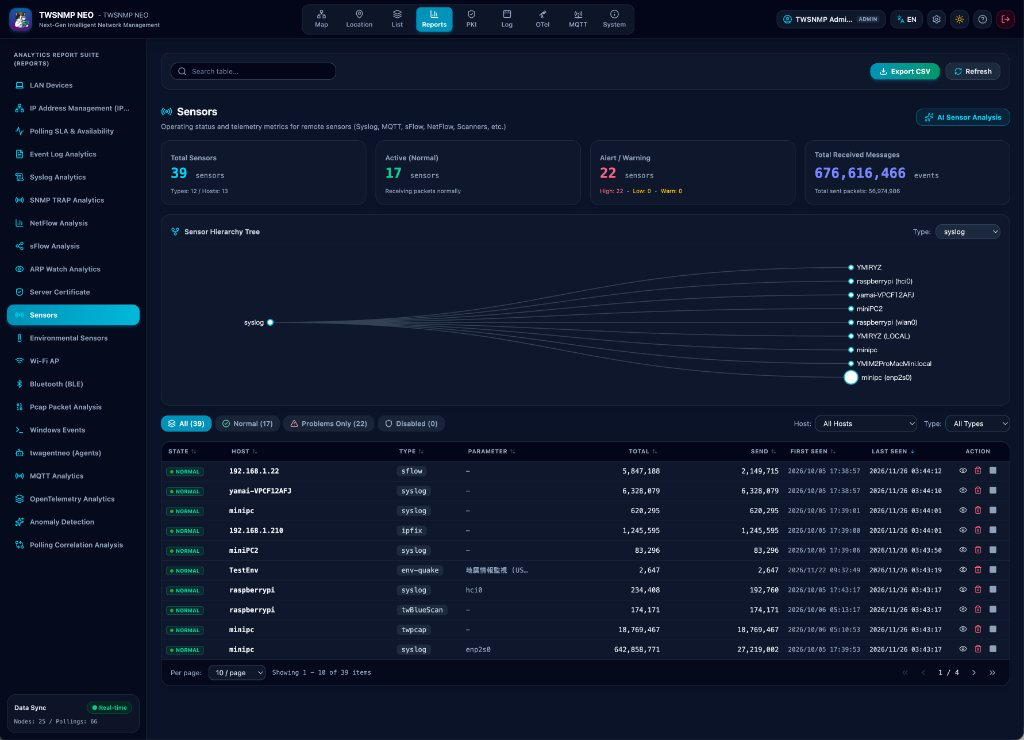 TWSNMP NEO - TWSNMP NEO
Next-Gen Intelligent Network Management
Map
Location
List
Reports
PKI
Log
OTel
MQTT
System
TWSNMP Admi... ADMIN
EN
ANALYTICS REPORT SUITE
(REPORTS)
LAN Devices
IP Address Management (IP...
Polling SLA & Availability
Event Log Analytics
Syslog Analytics
SNMP TRAP Analytics
NetFlow Analysis
sFlow Analysis
ARP Watch Analytics
Server Certificate
Sensors
Environmental Sensors
Wi-Fi AP
Bluetooth (BLE)
Pcap Packet Analysis
Windows Events
twagentneo (Agents)
MQTT Analytics
OpenTelemetry Analytics
Anomaly Detection
Polling Correlation Analysis
Data Sync
Real-time
Nodes: 25 / Pollings: 66
Search table...
Export CSV
Refresh
Sensors
Operating status and telemetry metrics for remote sensors (Syslog, MQTT, sFlow, NetFlow, Scanners, etc.)
AI Sensor Analysis
Total Sensors
39 sensors
Types: 12 / Hosts: 13
Active (Normal)
17 sensors
Receiving packets normally
Alert / Warning
22 sensors
High: 22 - Low: 0 - Warn: 0
Total Received Messages
676,616,466 events
Total sent packets: 56,974,986
Sensor Hierarchy Tree
Type: syslog
syslog
YMIRYZ
raspberrypi (hci0)
yamai-VPCF12AFJ
miniPC2
raspberrypi (wlan0)
YMIRYZ (LOCAL)
minipc
YMIM2ProMacMini.local
minipc (enp2s0)
All (39)
Normal (17)
Problems Only (22)
Disabled (0)
Host: All Hosts
Type: All Types
STATE HOST TYPE PARAMETER TOTAL SEND FIRST SEEN LAST SEEN ACTION
NORMAL 192.168.1.22 sflow – 5,847,188 2,149,715 2026/10/05 17:38:57 2026/11/26 03:44:12
NORMAL yamai-VPCF12AFJ syslog – 6,328,079 6,328,079 2026/10/05 17:38:57 2026/11/26 03:44:10
NORMAL minipc syslog – 620,295 620,295 2026/10/05 17:39:01 2026/11/26 03:44:01
NORMAL 192.168.1.210 ipfix – 1,245,595 1,245,595 2026/10/05 17:39:00 2026/11/26 03:44:01
NORMAL miniPC2 syslog – 83,296 83,296 2026/10/05 17:39:06 2026/11/26 03:43:50
NORMAL TestEnv env-quake 地震情報監視 (US… 2,647 2,647 2026/11/22 09:32:49 2026/11/26 03:43:19
NORMAL raspberrypi syslog hci0 234,408 192,760 2026/10/05 17:43:17 2026/11/26 03:43:17
NORMAL raspberrypi twBlueScan – 174,171 174,171 2026/10/06 05:13:17 2026/11/26 03:43:17
NORMAL minipc twpcap – 18,769,467 18,769,467 2026/10/06 05:10:53 2026/11/26 03:43:17
NORMAL minipc syslog enp2s0 642,858,771 27,219,002 2026/10/05 17:39:53 2026/11/26 03:43:17
Per page: 10 / page Showing 1 – 10 of 39 items
« ‹ 1 / 4 › »